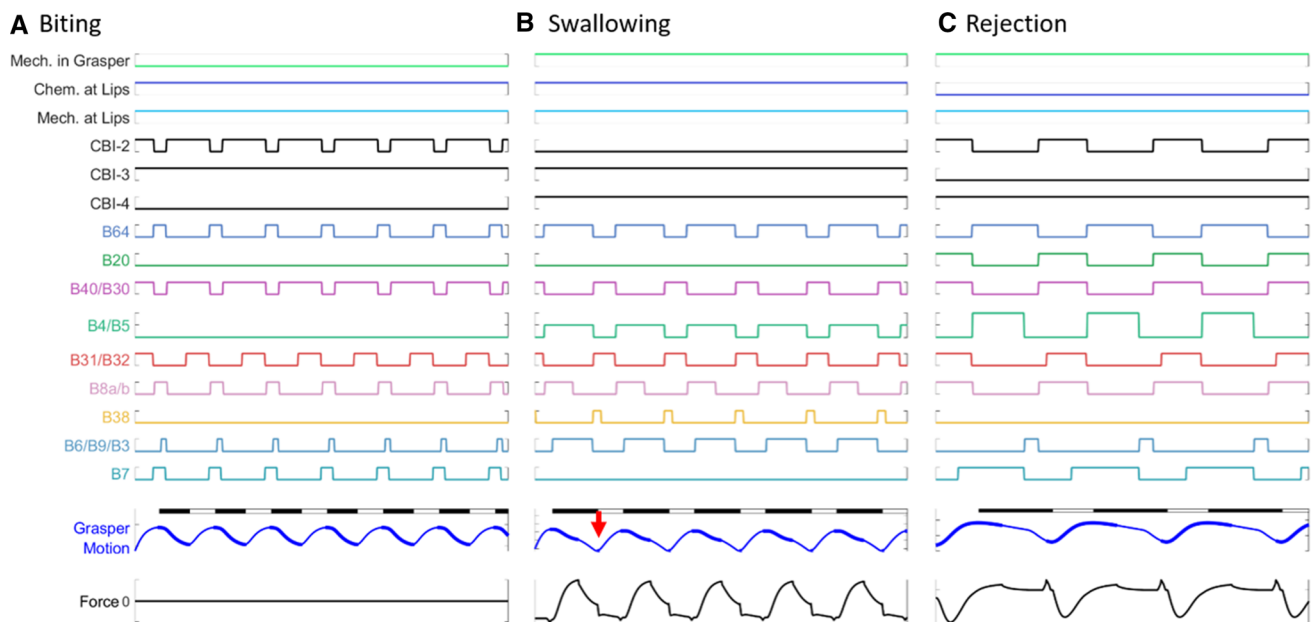 A Biting
B Swallowing
C Rejection
Mech. in Grasper
Chem. at Lips
Mech. at Lips
CBI-2
CBI-3
CBI-4
B64
B20
B40/B30
B4/B5
B31/B32
B8a/b
B38
B6/B9/B3
B7
Grasper
Motion
Force 0